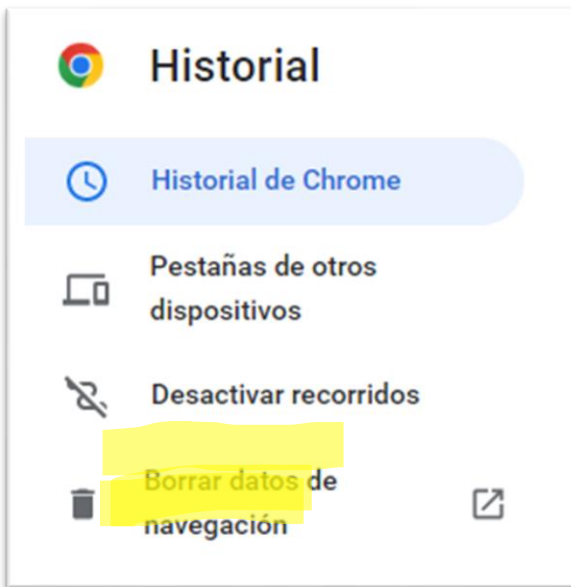 Historial
Historial de Chrome
Pestañas de otros
dispositivos
Desactivar recorridos
Borrar datos de
navegación